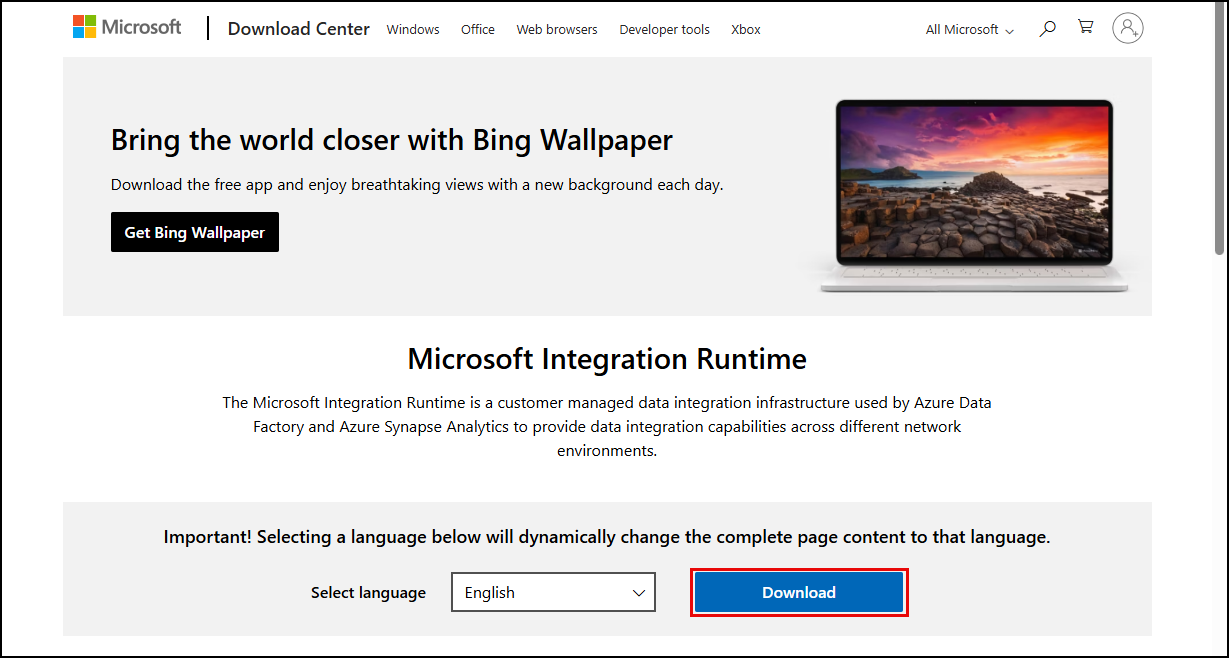 Microsoft Download Center Windows Office Web browsers Developer tools Xbox All Microsoft
Bring the world closer with Bing Wallpaper
Download the free app and enjoy breathtaking views with a new background each day.
Get Bing Wallpaper
Microsoft Integration Runtime
The Microsoft Integration Runtime is a customer managed data integration infrastructure used by Azure Data
Factory and Azure Synapse Analytics to provide data integration capabilities across different network
environments.
Important! Selecting a language below will dynamically change the complete page content to that language.
Select language English Download